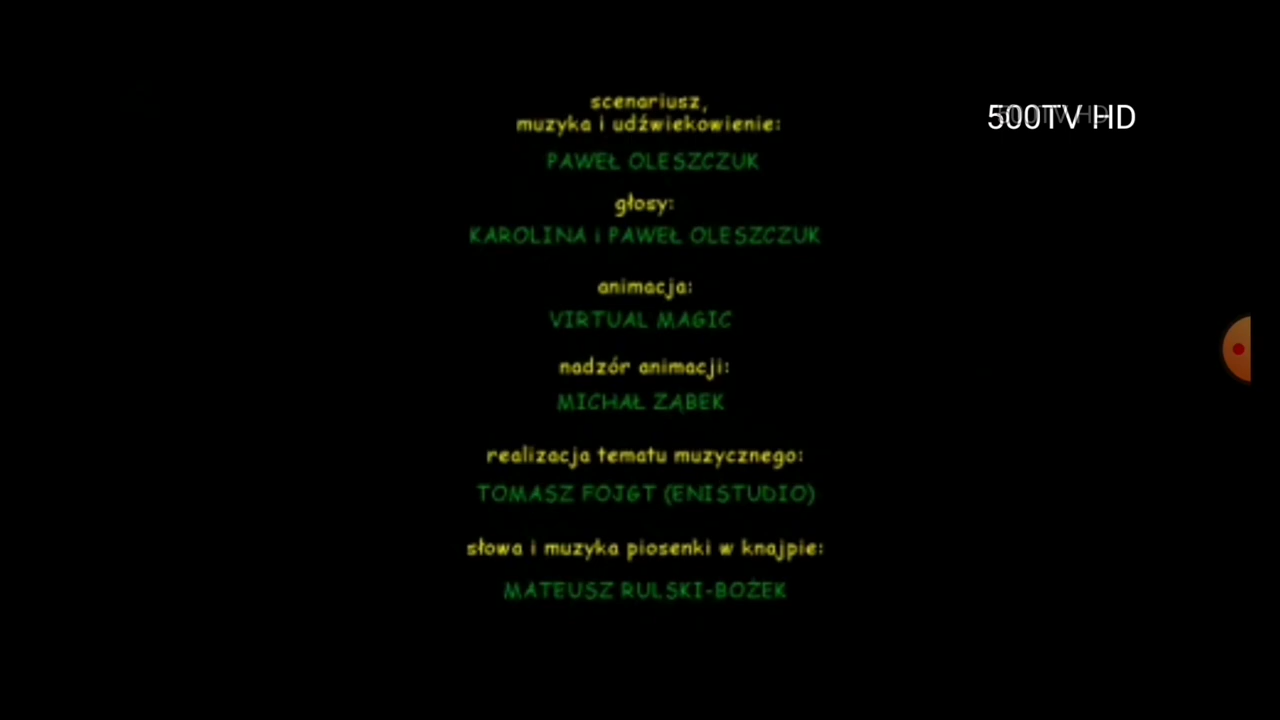 scenariusz,
muzyka i udźwiekowienie:
500TV HD
PAWEŁ OLESZCZUK
głosy:
KAROLINA i PAWEŁ OLESZCZUK
animacja:
VIRTUAL MAGIC
nadzór animacji:
MICHAŁ ZĄBEK
realizacja tematu muzycznego:
TOMASZ FOJGT (ENISTUDIO)
słowa i muzyka piosenki w knajpie:
MATEUSZ RULSKI-BOŻEK